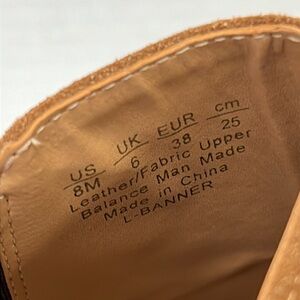 US UK EUR cm
8M 6 38 25
Leather/Fabric Upper
Balance Man Made
Made in China
L-BANNER